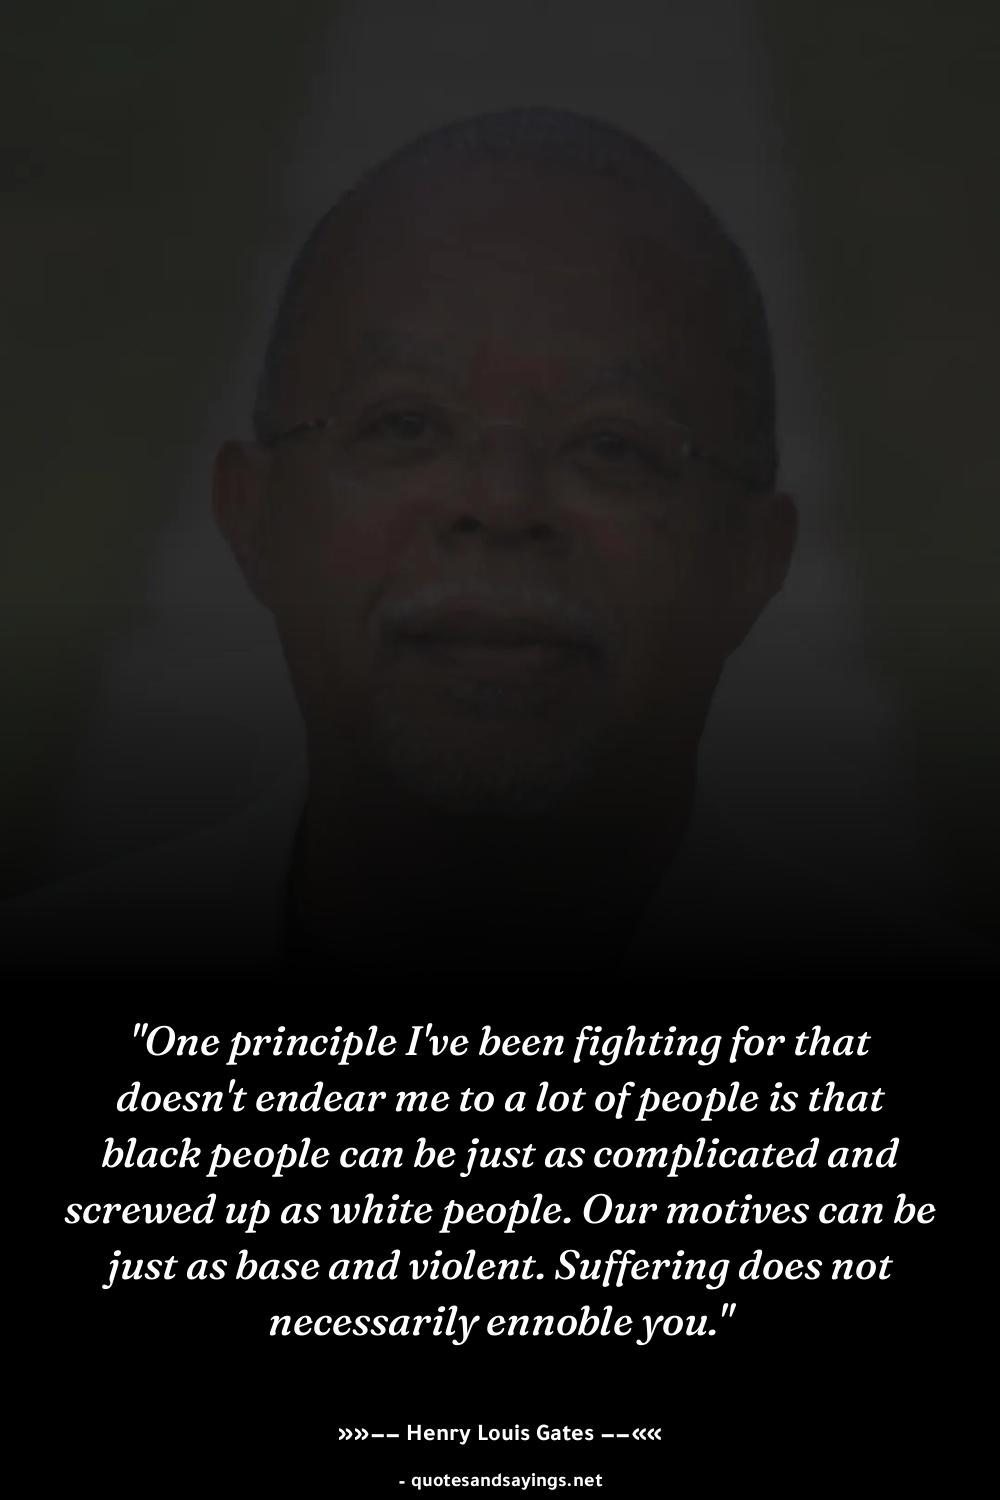 "One principle I've been fighting for that
doesn't endear me to a lot of people is that
black people can be just as complicated and
screwed up as white people. Our motives can be
just as base and violent. Suffering does not
necessarily ennoble you."
»»–– Henry Louis Gates ––««
- quotesandsayings.net